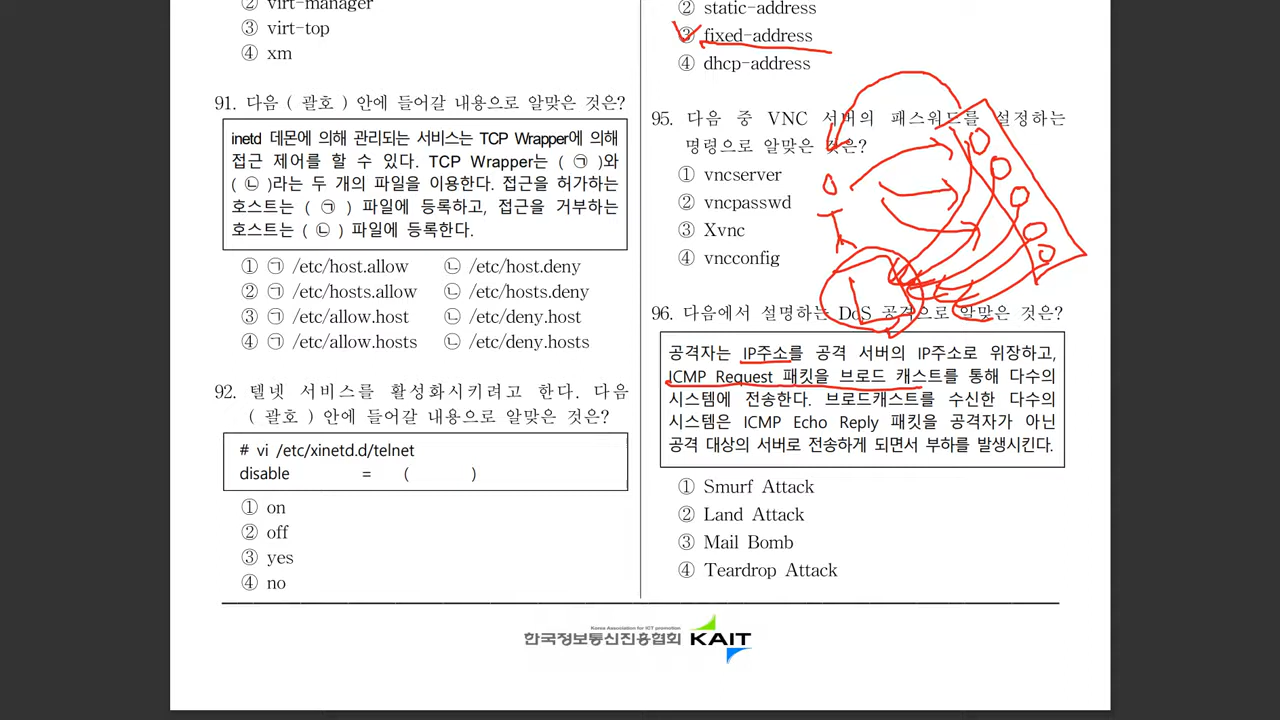 ② virt-manager
③ virt-top
④ xm
91. 다음 ( 괄호 ) 안에 들어갈 내용으로 알맞은 것은?
inetd 데몬에 의해 관리되는 서비스는 TCP Wrapper에 의해
접근 제어를 할 수 있다. TCP Wrapper는 ( ㉠ )와
( ㉡ )라는 두 개의 파일을 이용한다. 접근을 허가하는
호스트는 ( ㉠ ) 파일에 등록하고, 접근을 거부하는
호스트는 ( ㉡ ) 파일에 등록한다.
① ㉠ /etc/host.allow ㉡ /etc/host.deny
② ㉠ /etc/hosts.allow ㉡ /etc/hosts.deny
③ ㉠ /etc/allow.host ㉡ /etc/deny.host
④ ㉠ /etc/allow.hosts ㉡ /etc/deny.hosts
92. 텔넷 서비스를 활성화시키려고 한다. 다음
( 괄호 ) 안에 들어갈 내용으로 알맞은 것은?
# vi /etc/xinetd.d/telnet
disable = ( )
① on
② off
③ yes
④ no
② static-address
③ fixed-address
④ dhcp-address
95. 다음 중 VNC 서버의 패스워드를 설정하는
명령으로 알맞은 것은?
① vncserver
② vncpasswd
③ Xvnc
④ vncconfig
96. 다음에서 설명하는 DoS 공격으로 알맞은 것은?
공격자는 IP주소를 공격 서버의 IP주소로 위장하고,
ICMP Request 패킷을 브로드 캐스트를 통해 다수의
시스템에 전송한다. 브로드캐스트를 수신한 다수의
시스템은 ICMP Echo Reply 패킷을 공격자가 아닌
공격 대상의 서버로 전송하게 되면서 부하를 발생시킨다.
① Smurf Attack
② Land Attack
③ Mail Bomb
④ Teardrop Attack
Korea Association for ICT promotion
한국정보통신진흥협회 KAIT